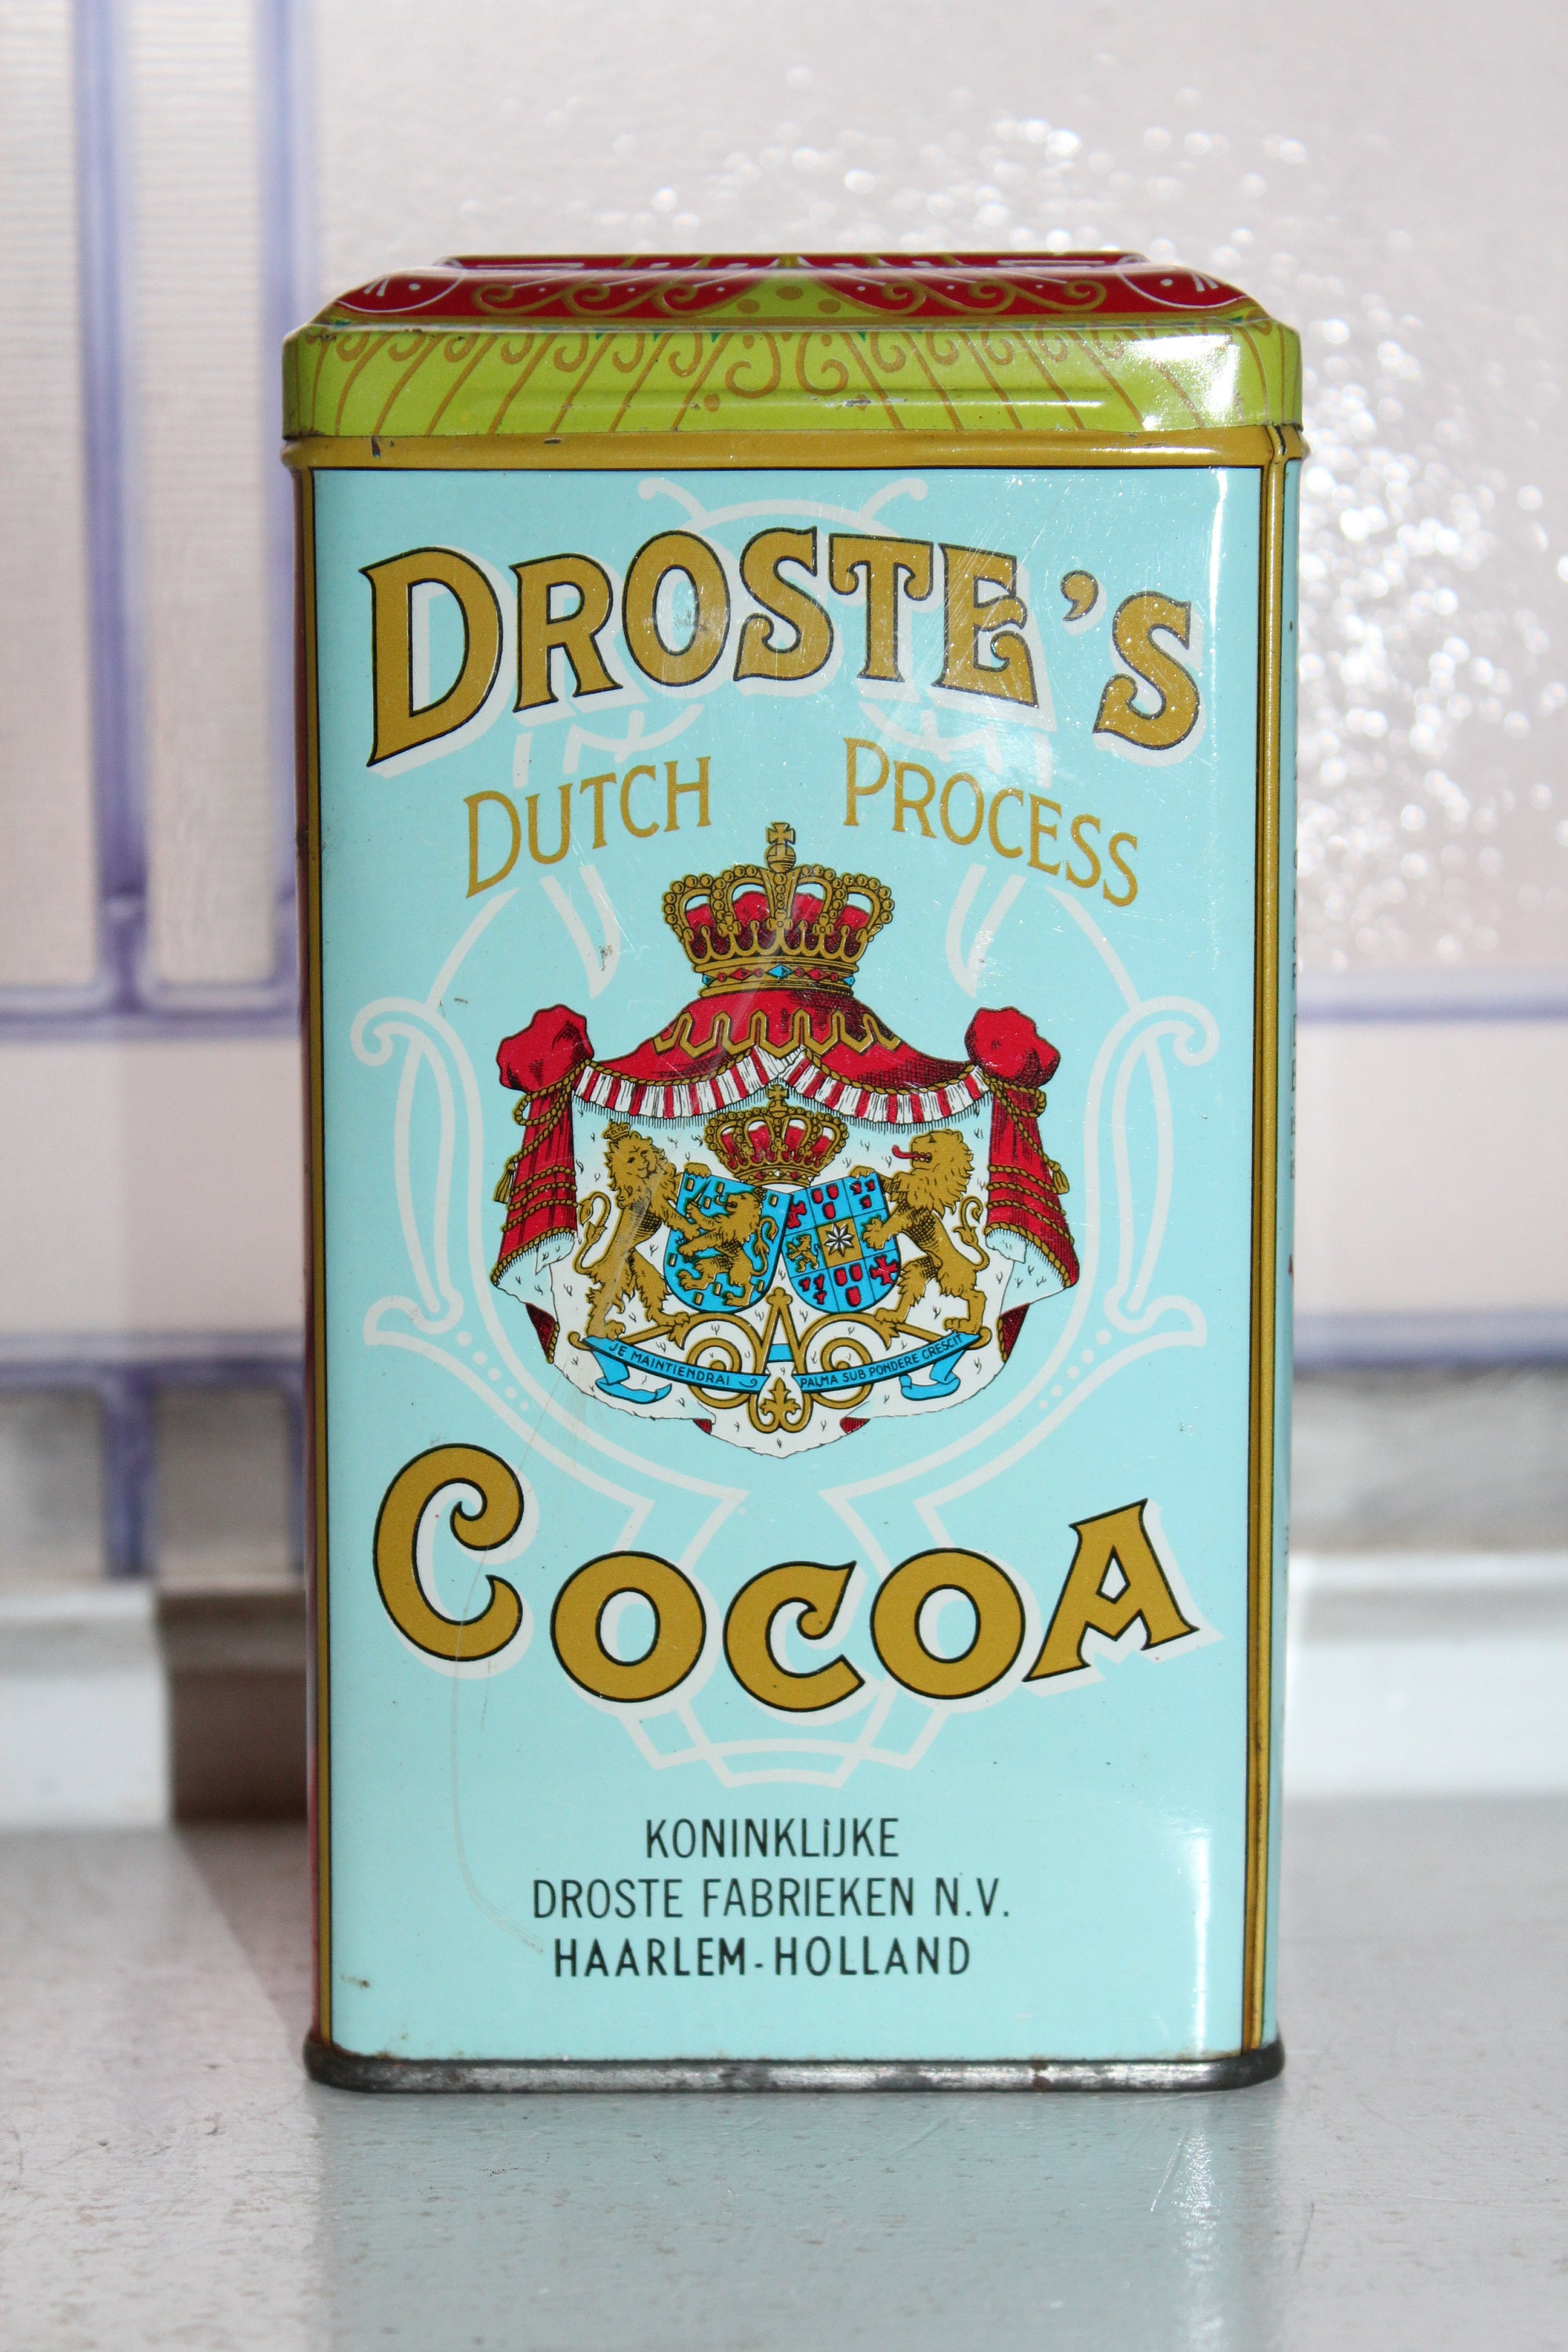 DROSTE'S
DUTCH PROCESS
JE MAINTIENDRAI PALMA SUB PONDERE CRESCIT
COCOA
KONINKLIJKE
DROSTE FABRIEKEN N.V.
HAARLEM-HOLLAND